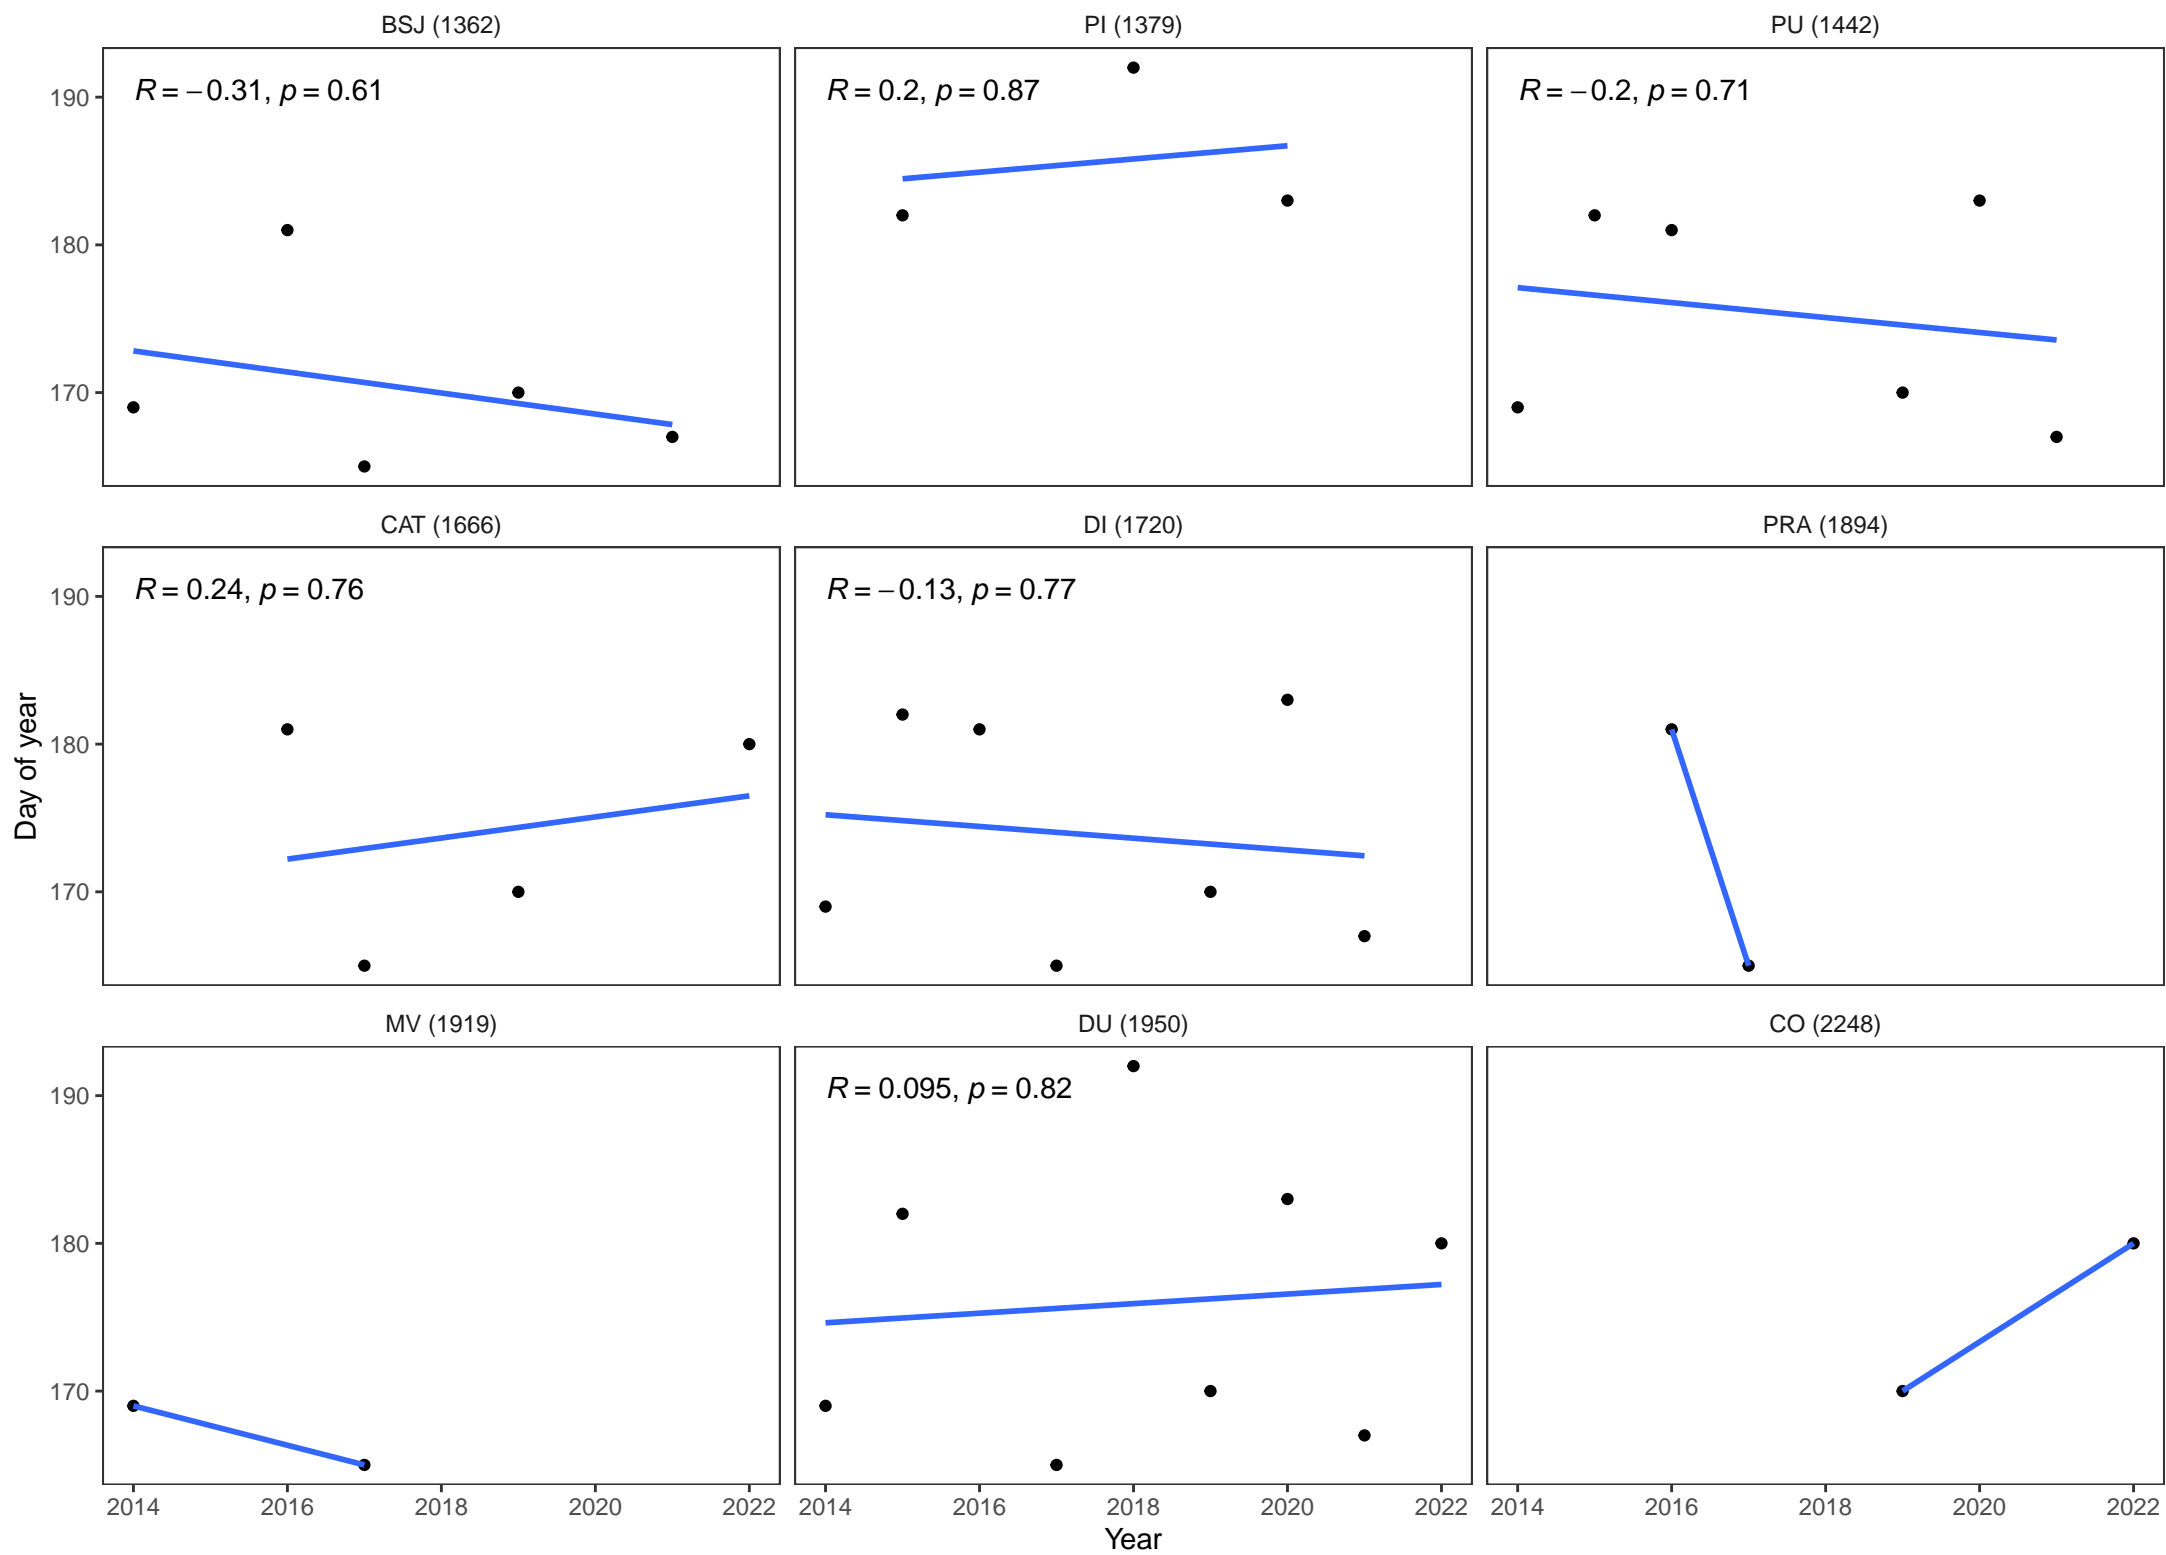 BSJ (1362) PI (1379) PU (1442)
R = −0.31, p = 0.61 R = 0.2, p = 0.87 R = −0.2, p = 0.71
190
180
170
CAT (1666) DI (1720) PRA (1894)
R = 0.24, p = 0.76 R = −0.13, p = 0.77
190
180
170
Day of year
MV (1919) DU (1950) CO (2248)
R = 0.095, p = 0.82
190
180
170
2014 2016 2018 2020 2022 2014 2016 2018 2020 2022 2014 2016 2018 2020 2022
Year